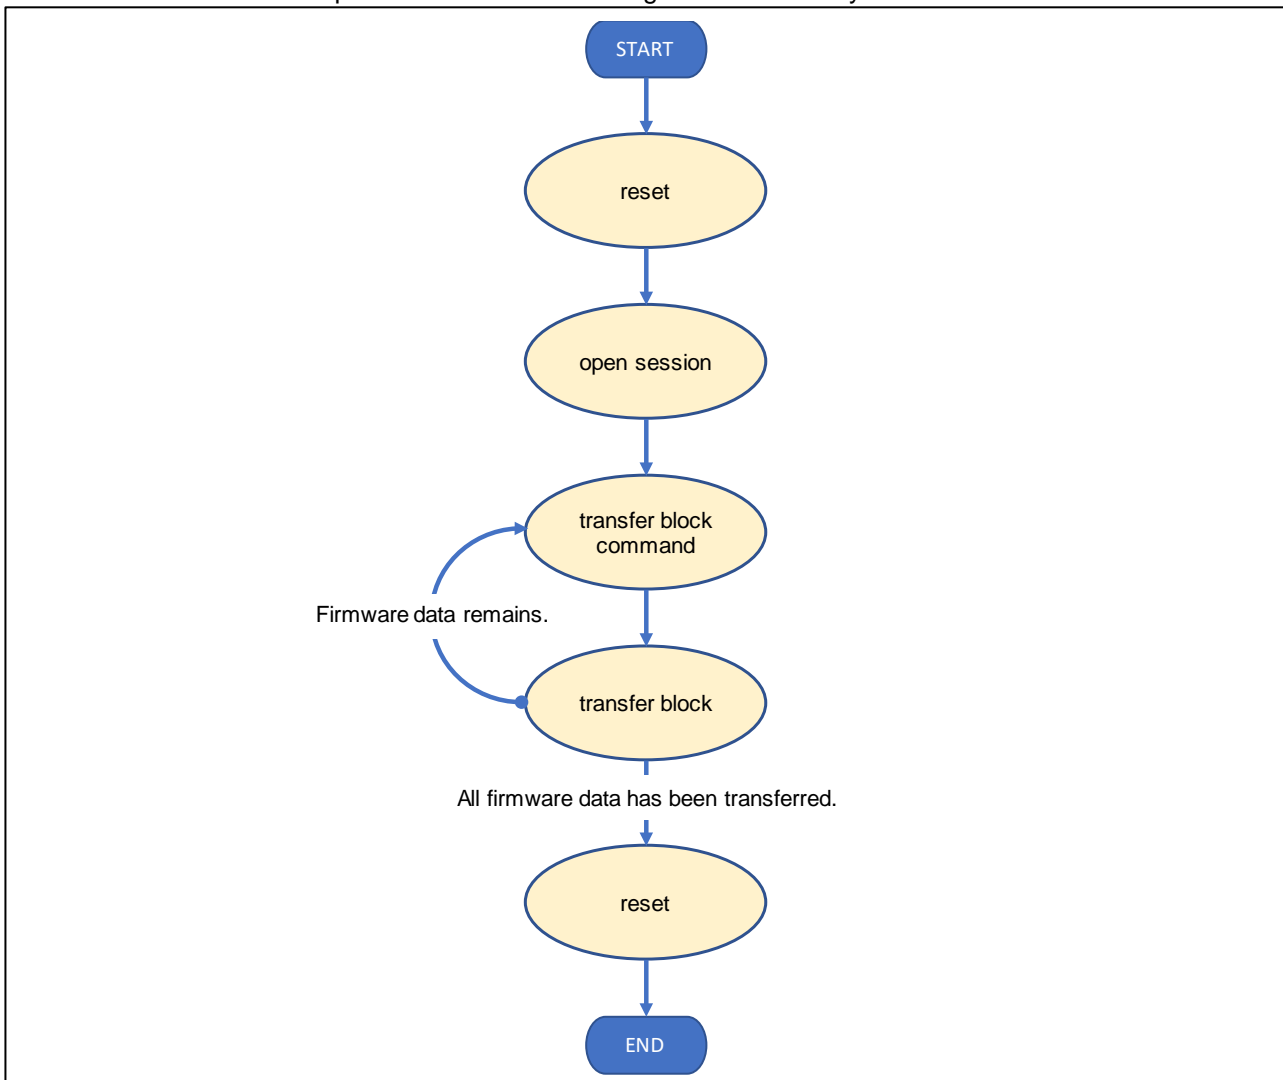 START
reset
open session
transfer block
command
Firmware data remains.
transfer block
All firmware data has been transferred.
reset
END